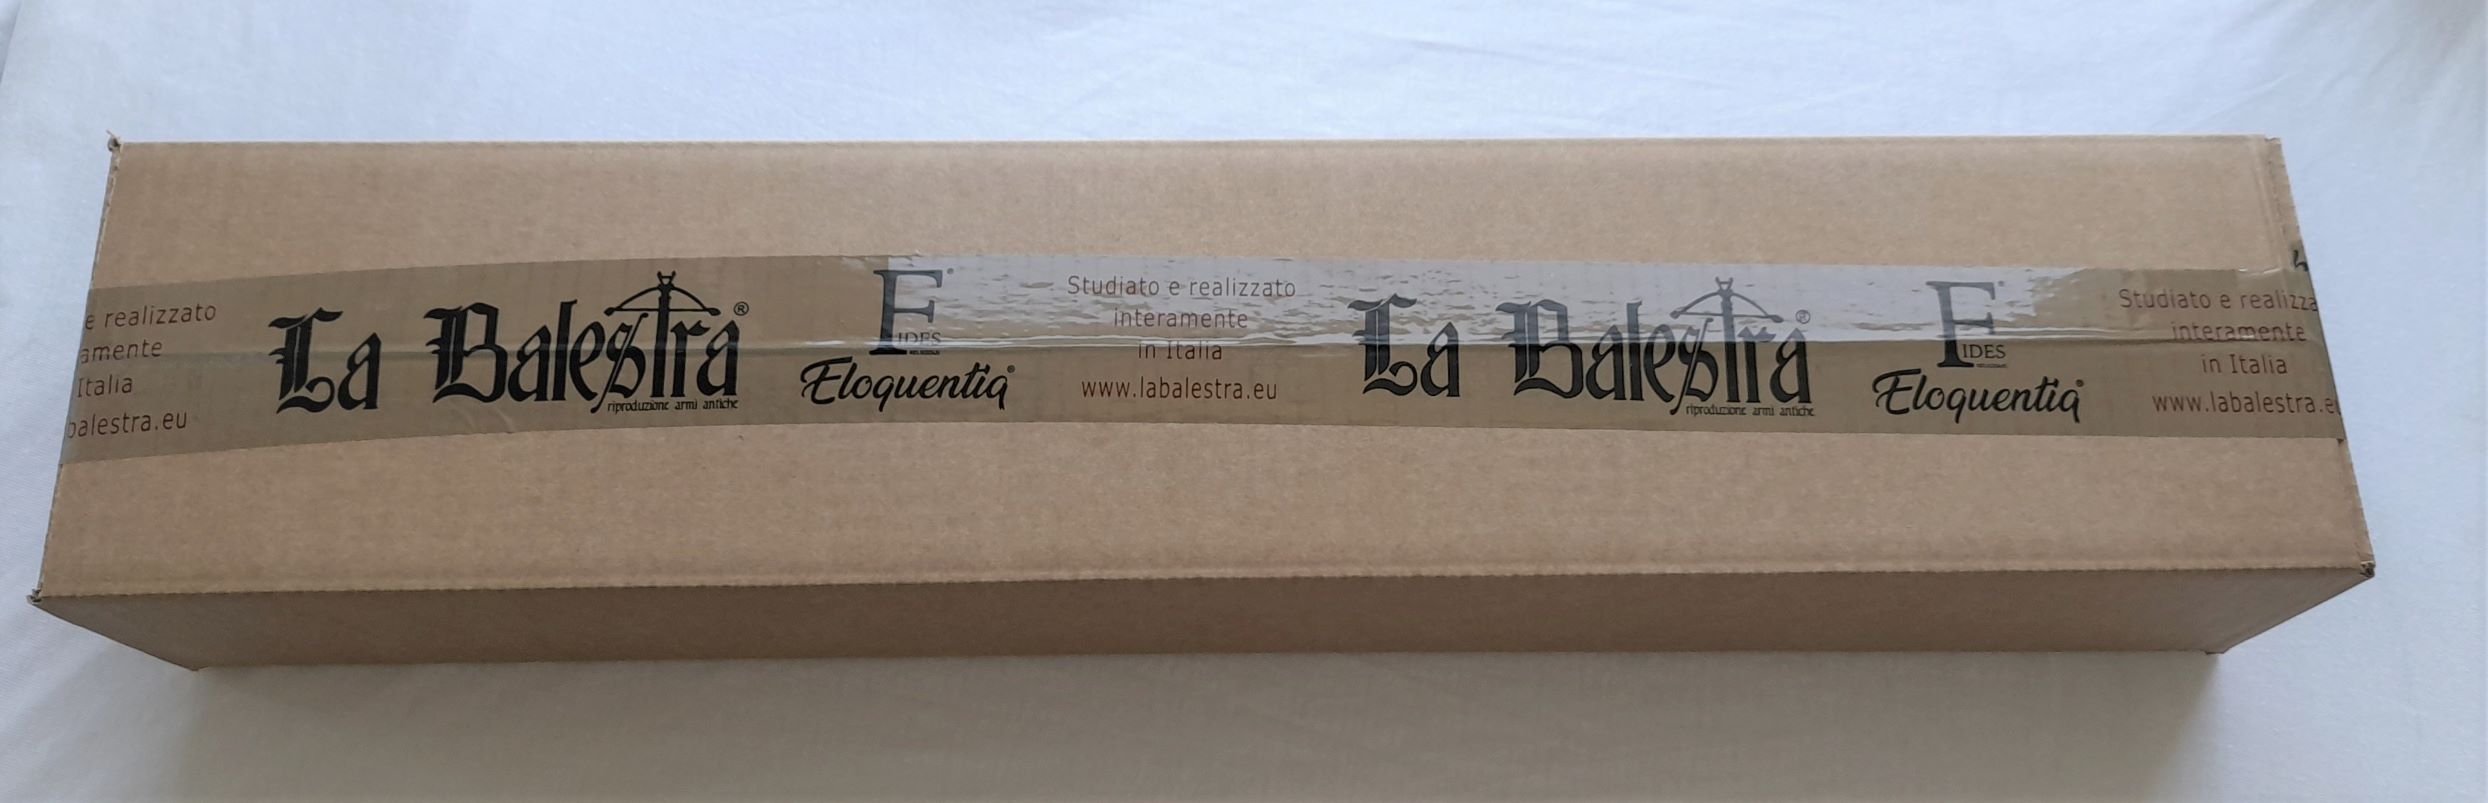 e realizzato
amente
Italia
balestra.eu
La Balestra®
riproduzione armi antiche
FIDES
Eloquentia®
Studiato e realizzato
interamente
in Italia
www.labalestra.eu
La Balestra®
riproduzione armi antiche
FIDES
Eloquentia®
Studiato e realizza
interamente
in Italia
www.labalestra.eu